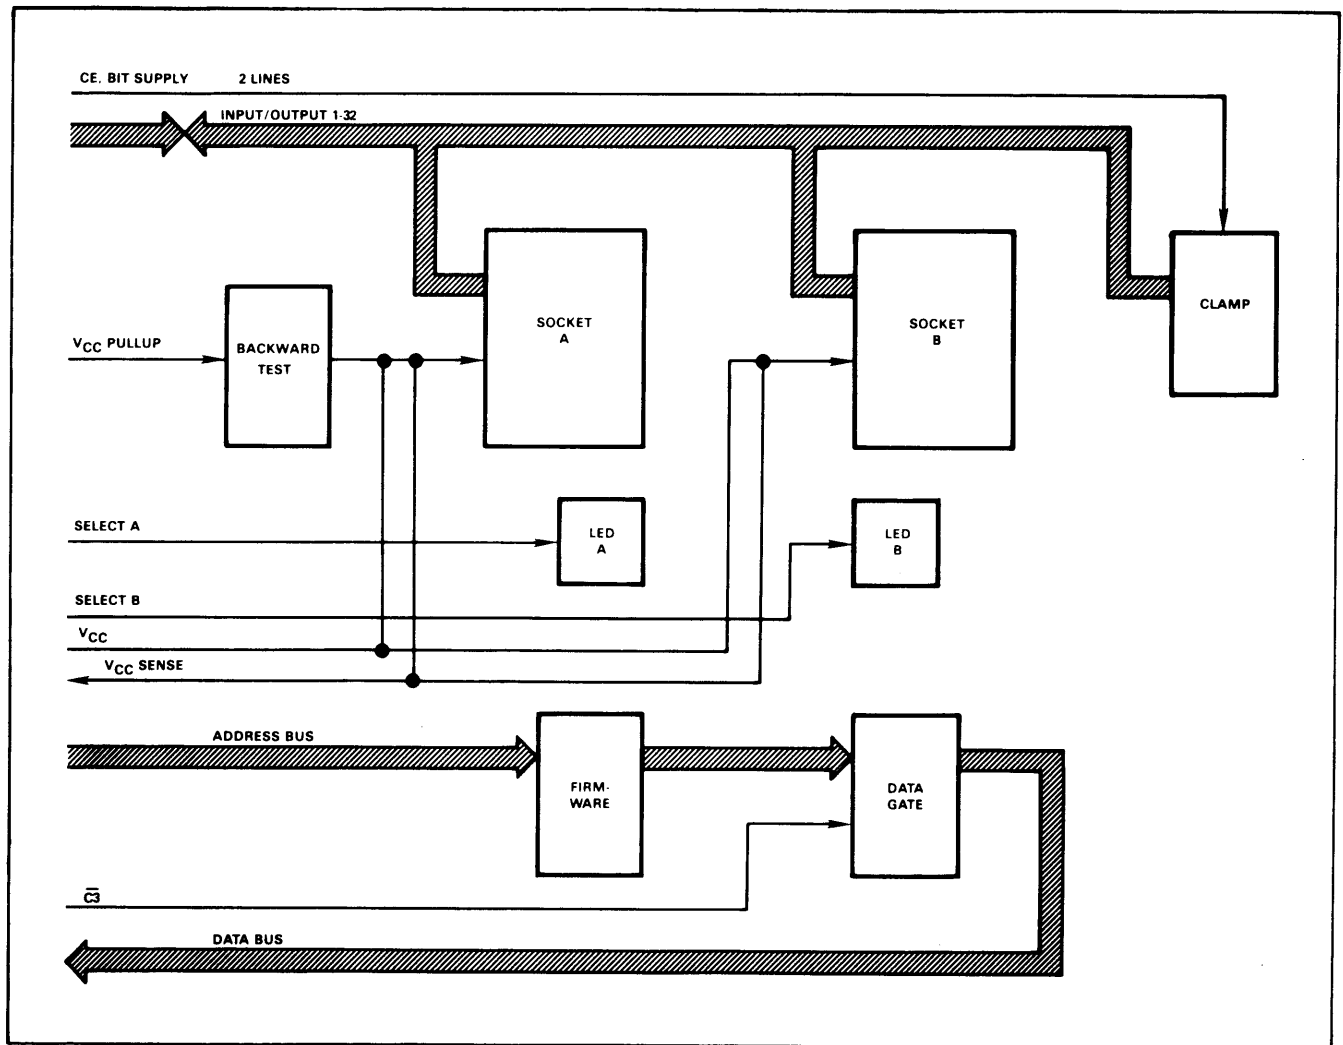 CE. BIT SUPPLY 2 LINES
INPUT/OUTPUT 1-32
SOCKET
A
SOCKET
B
CLAMP
VCC PULLUP
BACKWARD
TEST
SELECT A
LED
A
LED
B
SELECT B
VCC
VCC SENSE
ADDRESS BUS
FIRM-
WARE
DATA
GATE
C̅3̅
DATA BUS